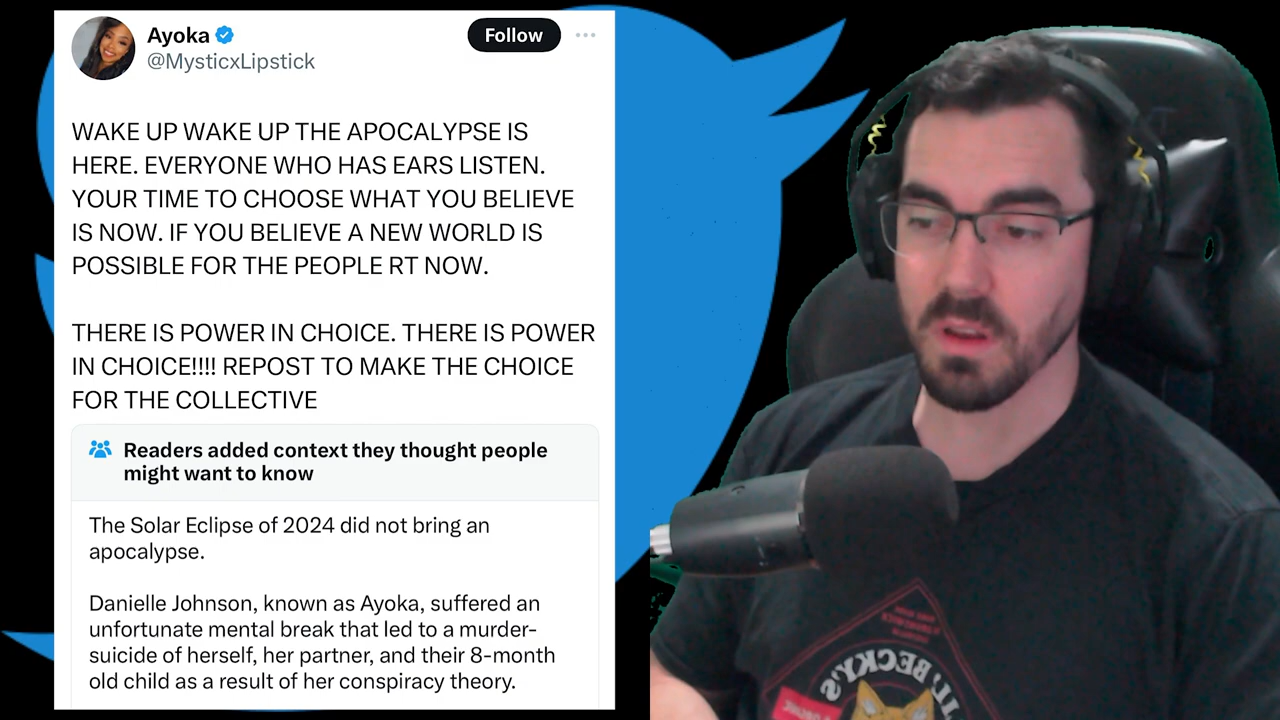 Ayoka
@MysticxLipstick
Follow
WAKE UP WAKE UP THE APOCALYPSE IS
HERE. EVERYONE WHO HAS EARS LISTEN.
YOUR TIME TO CHOOSE WHAT YOU BELIEVE
IS NOW. IF YOU BELIEVE A NEW WORLD IS
POSSIBLE FOR THE PEOPLE RT NOW.
THERE IS POWER IN CHOICE. THERE IS POWER
IN CHOICE!!!! REPOST TO MAKE THE CHOICE
FOR THE COLLECTIVE
Readers added context they thought people
might want to know
The Solar Eclipse of 2024 did not bring an
apocalypse.
Danielle Johnson, known as Ayoka, suffered an
unfortunate mental break that led to a murder-
suicide of herself, her partner, and their 8-month
old child as a result of her conspiracy theory.
LIL' BECKY'S